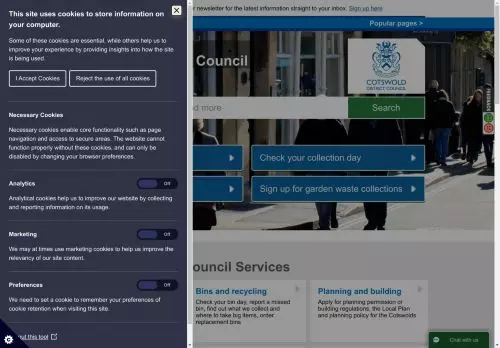 This site uses cookies to store information on
your computer.
Some of these cookies are essential, while others help us to
improve your experience by providing insights into how the site
is being used.
I Accept Cookies
Reject the use of all cookies
Necessary Cookies
Necessary cookies enable core functionality such as page
navigation and access to secure areas. The website cannot
function properly without these cookies, and can only be
disabled by changing your browser preferences.
Analytics
Off
Analytical cookies help us to improve our website by collecting
and reporting information on its usage.
Marketing
Off
We may at times use marketing cookies to help us improve the
relevancy of our site content.
Preferences
Off
We need to set a cookie to remember your preferences of
cookie retention when visiting this site.
out this tool
r newsletter for the latest information straight to your inbox. Sign up here
Popular pages >
Council
COTSWOLD
DISTRICT COUNCIL
d more
Search
Check your collection day
Sign up for garden waste collections
ouncil Services
Bins and recycling
Check your bin day, report a missed
bin, find out what we collect and
where to take big items, order
replacement bins
Planning and building
Apply for permission for planning
or building regulations, the Local Plan
and planning policy for the Cotswolds
Chat with us